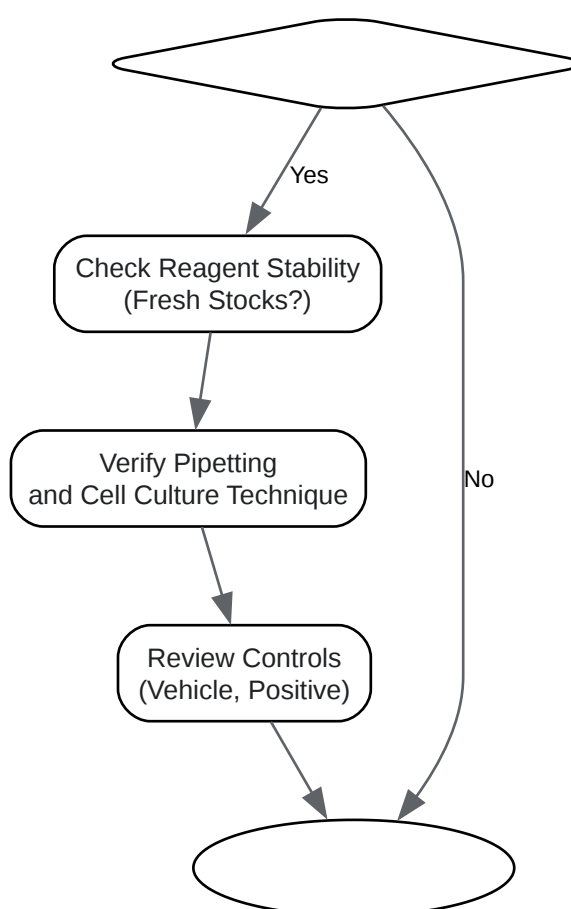 Yes
Check Reagent Stability
(Fresh Stocks?)
Verify Pipetting
and Cell Culture Technique
No
Review Controls
(Vehicle, Positive)